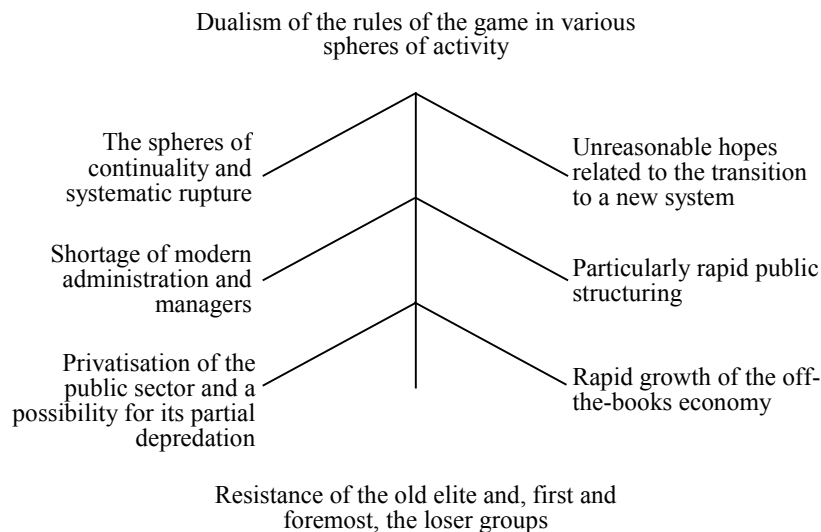 Dualism of the rules of the game in various
spheres of activity
The spheres of
continuality and
systematic rupture
Unreasonable hopes
related to the transition
to a new system
Shortage of modern
administration and
managers
Particularly rapid public
structuring
Privatisation of the
public sector and a
possibility for its partial
depredation
Rapid growth of the off-
the-books economy
Resistance of the old elite and, first and
foremost, the loser groups